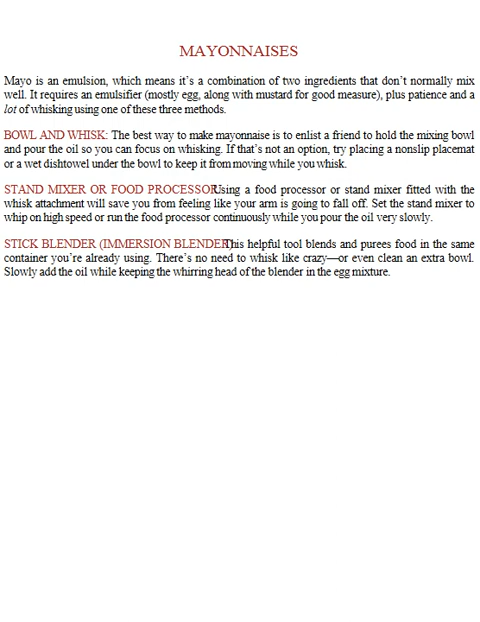 MAYONNAISES
Mayo is an emulsion, which means it’s a combination of two ingredients that don’t normally mix
well. It requires an emulsifier (mostly egg, along with mustard for good measure), plus patience and a
lot of whisking using one of these three methods.
BOWL AND WHISK: The best way to make mayonnaise is to enlist a friend to hold the mixing bowl
and pour the oil so you can focus on whisking. If that’s not an option, try placing a nonslip placemat
or a wet dishtowel under the bowl to keep it from moving while you whisk.
STAND MIXER OR FOOD PROCESSOR: Using a food processor or stand mixer fitted with the
whisk attachment will save you from feeling like your arm is going to fall off. Set the stand mixer to
whip on high speed or run the food processor continuously while you pour the oil very slowly.
STICK BLENDER (IMMERSION BLENDER): This helpful tool blends and purees food in the same
container you’re already using. There’s no need to whisk like crazy—or even clean an extra bowl.
Slowly add the oil while keeping the whirring head of the blender in the egg mixture.